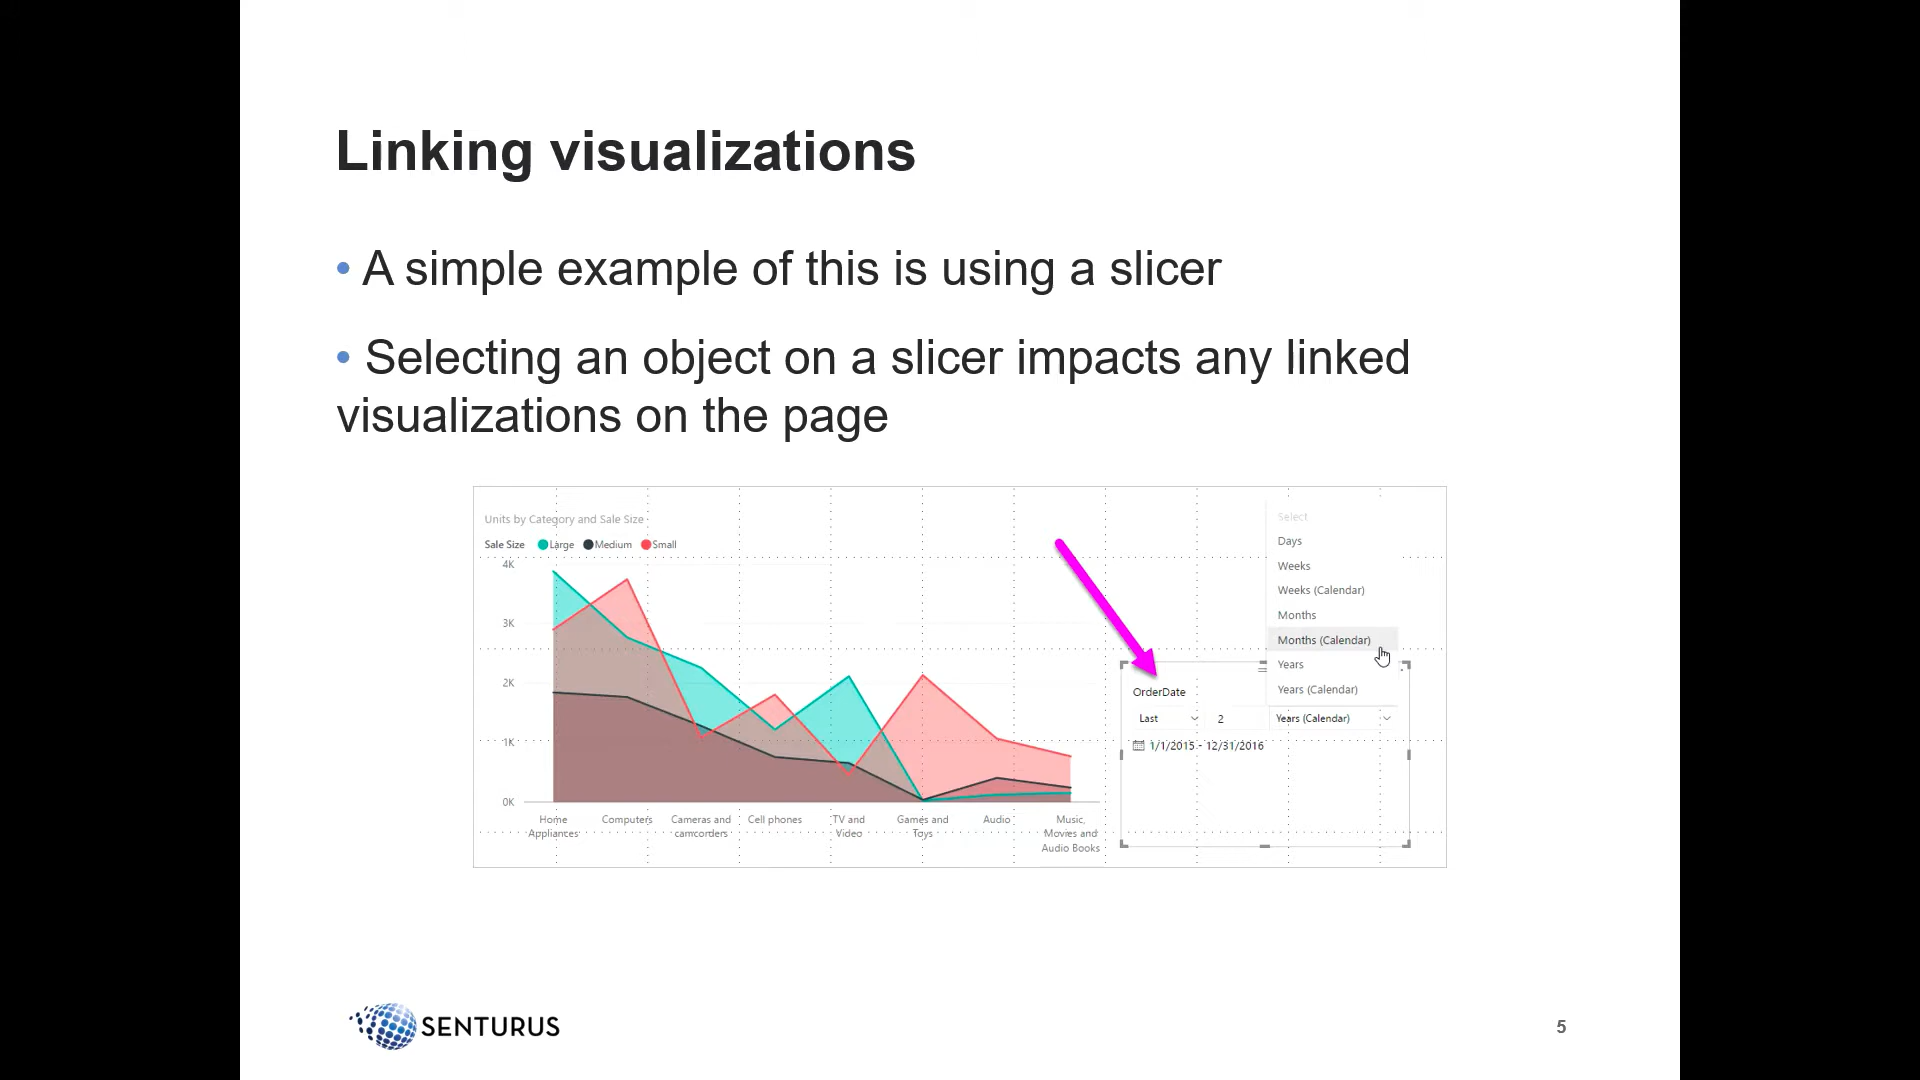 Linking visualizations
• A simple example of this is using a slicer
• Selecting an object on a slicer impacts any linked
visualizations on the page
Units by Category and Sale Size
Sale Size Large Medium Small
4K
3K
2K
1K
0K
Home
Appliances
Computers
Cameras and
camcorders
Cell phones
TV and
Video
Games and
Toys
Audio
Music,
Movies and
Audio Books
Select
Days
Weeks
Weeks (Calendar)
Months
Months (Calendar)
Years
Years (Calendar)
OrderDate
Last 2 Years (Calendar)
1/1/2015 - 12/31/2016
SENTURUS
5